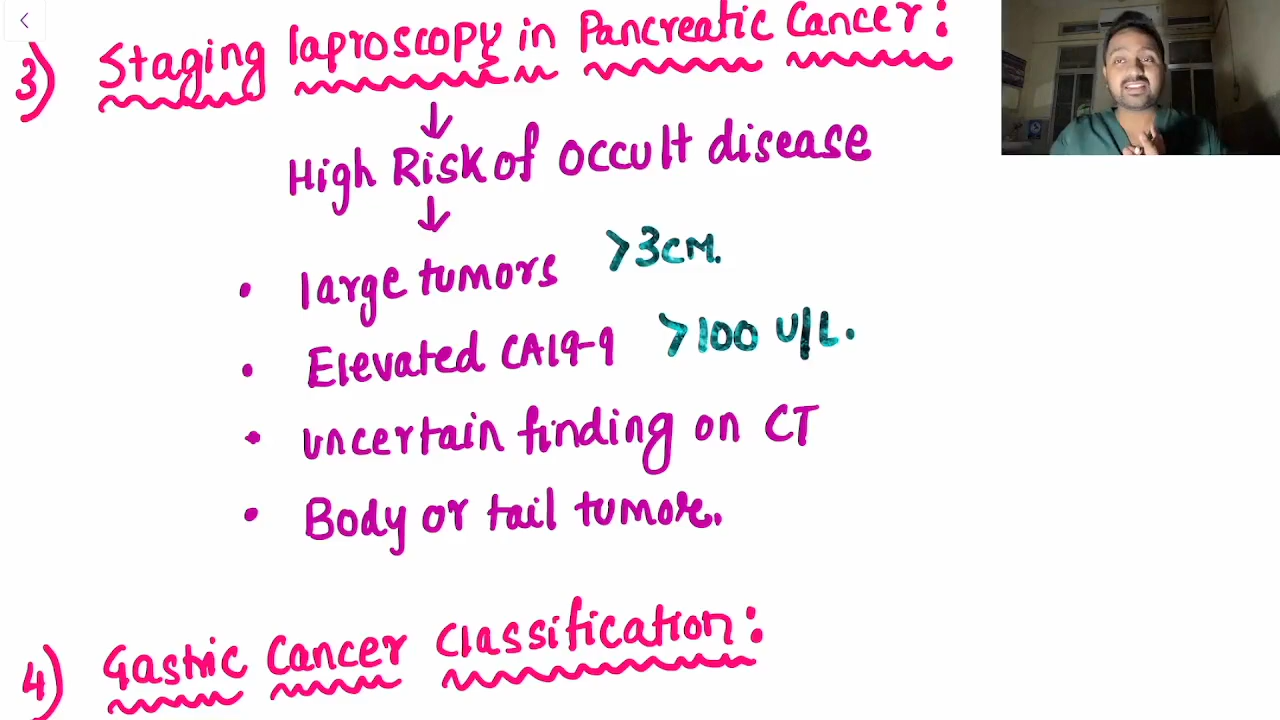 3) Staging laproscopy in Pancreatic Cancer:
↓
High Risk of occult disease
↓
• large tumors >3cm.
• Elevated CA19-9 >100 U/L.
• uncertain finding on CT
• Body or tail tumore.
4) Gastric Cancer Classification: